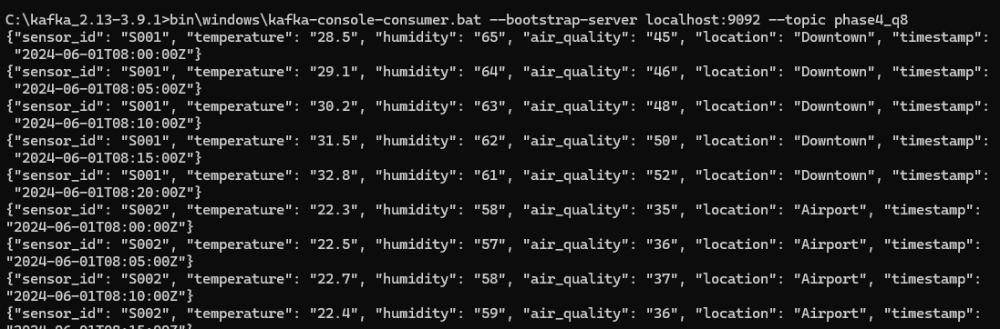 C:\kafka_2.13-3.9.1>bin\windows\kafka-console-consumer.bat --bootstrap-server localhost:9092 --topic phase4_q8
{"sensor_id": "S001", "temperature": "28.5", "humidity": "65", "air_quality": "45", "location": "Downtown", "timestamp":
 "2024-06-01T08:00:00Z"}
{"sensor_id": "S001", "temperature": "29.1", "humidity": "64", "air_quality": "46", "location": "Downtown", "timestamp":
 "2024-06-01T08:05:00Z"}
{"sensor_id": "S001", "temperature": "30.2", "humidity": "63", "air_quality": "48", "location": "Downtown", "timestamp":
 "2024-06-01T08:10:00Z"}
{"sensor_id": "S001", "temperature": "31.5", "humidity": "62", "air_quality": "50", "location": "Downtown", "timestamp":
 "2024-06-01T08:15:00Z"}
{"sensor_id": "S001", "temperature": "32.8", "humidity": "61", "air_quality": "52", "location": "Downtown", "timestamp":
 "2024-06-01T08:20:00Z"}
{"sensor_id": "S002", "temperature": "22.3", "humidity": "58", "air_quality": "35", "location": "Airport", "timestamp":
"2024-06-01T08:00:00Z"}
{"sensor_id": "S002", "temperature": "22.5", "humidity": "57", "air_quality": "36", "location": "Airport", "timestamp":
"2024-06-01T08:05:00Z"}
{"sensor_id": "S002", "temperature": "22.7", "humidity": "58", "air_quality": "37", "location": "Airport", "timestamp":
"2024-06-01T08:10:00Z"}
{"sensor_id": "S002", "temperature": "22.4", "humidity": "59", "air_quality": "36", "location": "Airport", "timestamp":
"2024-06-01T08:15:00Z"}